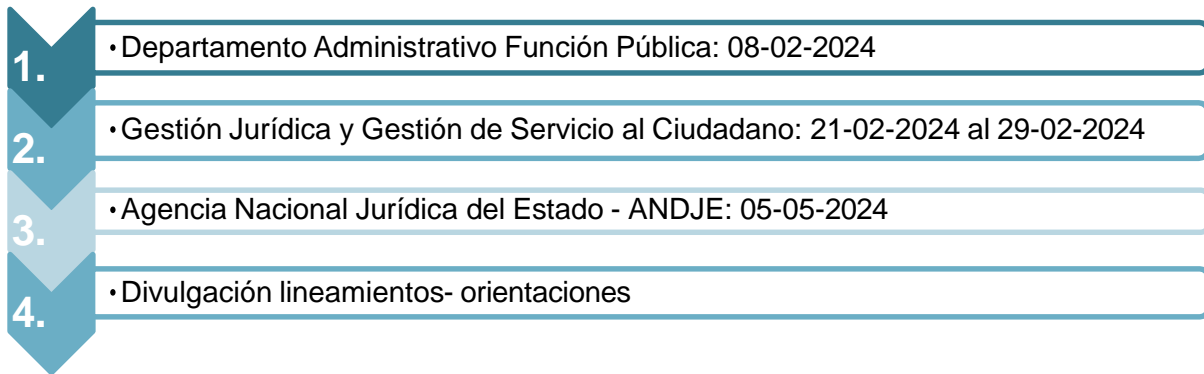 1.
•Departamento Administrativo Función Pública: 08-02-2024
2.
•Gestión Jurídica y Gestión de Servicio al Ciudadano: 21-02-2024 al 29-02-2024
3.
•Agencia Nacional Jurídica del Estado - ANDJE: 05-05-2024
4.
•Divulgación lineamientos- orientaciones